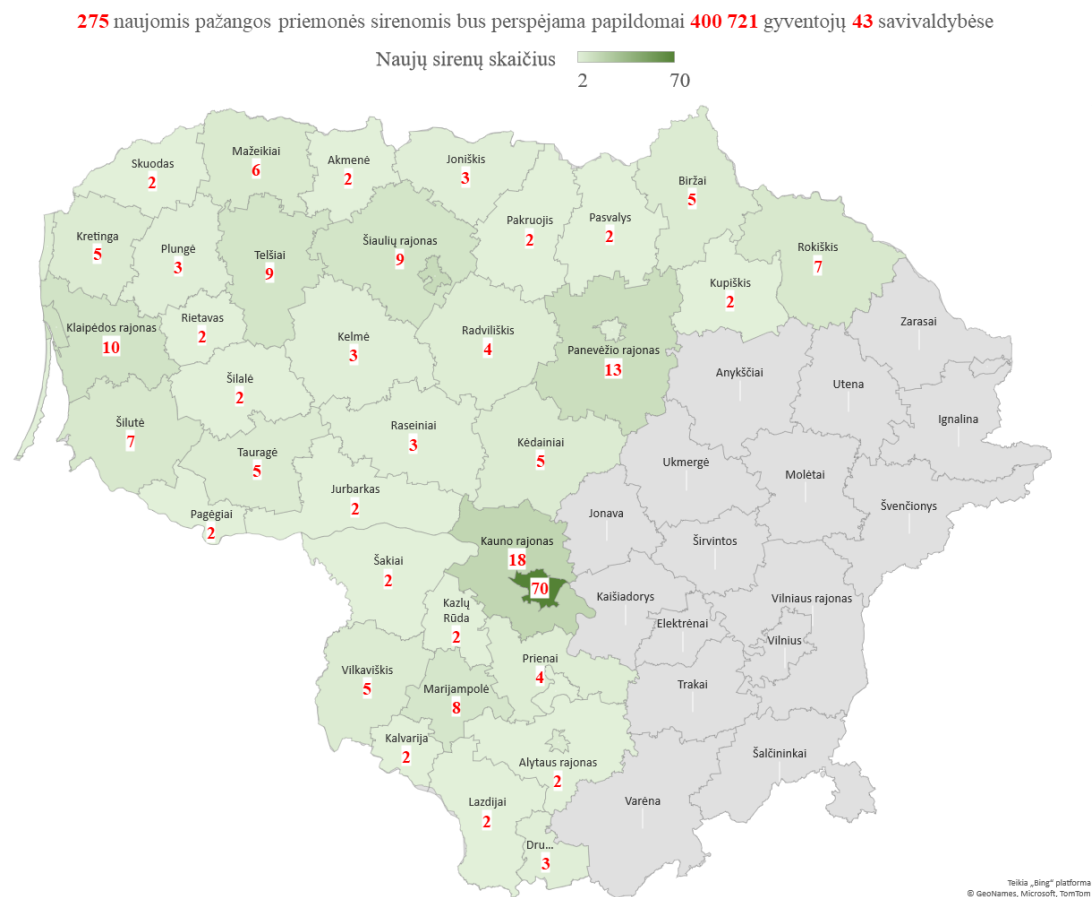 275 naujomis pažangos priemonės sirenomis bus perspėjama papildomai 400 721 gyventojų 43 savivaldybėse
Naujų sirenų skaičius
2 70
Skuodas
2
Mažeikiai
6
Akmenė
2
Joniškis
3
Pakruojis
2
Pasvalys
2
Biržai
5
Rokiškis
7
Kupiškis
2
Kretinga
5
Plungė
3
Telšiai
9
Šiaulių rajonas
9
Klaipėdos rajonas
10
Rietavas
2
Kelmė
3
Radviliškis
4
Panevėžio rajonas
13
Zarasai
Anykščiai
Utena
Ignalina
Šilalė
2
Šilutė
7
Tauragė
5
Raseiniai
3
Kėdainiai
5
Ukmergė
Molėtai
Švenčionys
Pagėgiai
2
Jurbarkas
2
Jonava
Širvintos
Kauno rajonas
18
70
Šakiai
2
Kazlų
Rūda
2
Kaišiadorys
Elektrėnai
Vilniaus rajonas
Vilnius
Prienai
4
Vilkaviškis
5
Marijampolė
8
Trakai
Kalvarija
2
Alytaus rajonas
2
Šalčininkai
Lazdijai
2
Varėna
Dru...
3
Teikia „Bing“ platforma
© GeoNames, Microsoft, TomTom